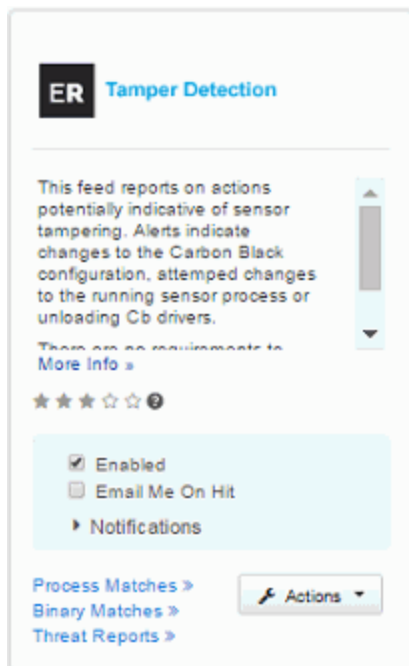 ER Tamper Detection
This feed reports on actions
potentially indicative of sensor
tampering. Alerts indicate
changes to the Carbon Black
configuration, attemped changes
to the running sensor process or
unloading Cb drivers.
There are no requirements to
More Info »
Enabled
Email Me On Hit
Notifications
Process Matches »
Binary Matches »
Threat Reports »
Actions